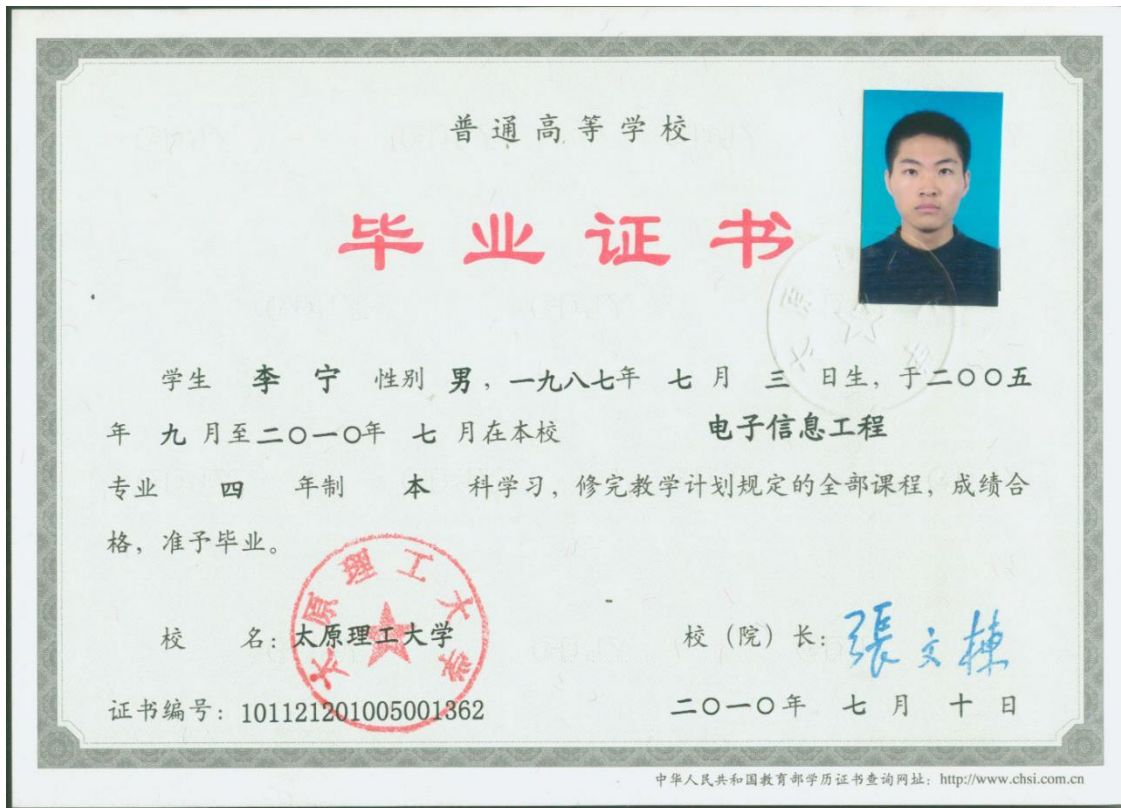 普通高等学校
毕业证书
学生 李宁 性别 男，一九八七年 七 月 三 日生，于二〇〇五
年 九 月至二〇一〇年 七 月在本校 电子信息工程
专业 四 年制 本 科学习，修完教学计划规定的全部课程，成绩合
格，准予毕业。
太原理工大学
校 名：太原理工大学
校（院）长：張文棟
证书编号：101121201005001362
二〇一〇年 七 月 十 日
中华人民共和国教育部学历证书查询网址：http://www.chsi.com.cn